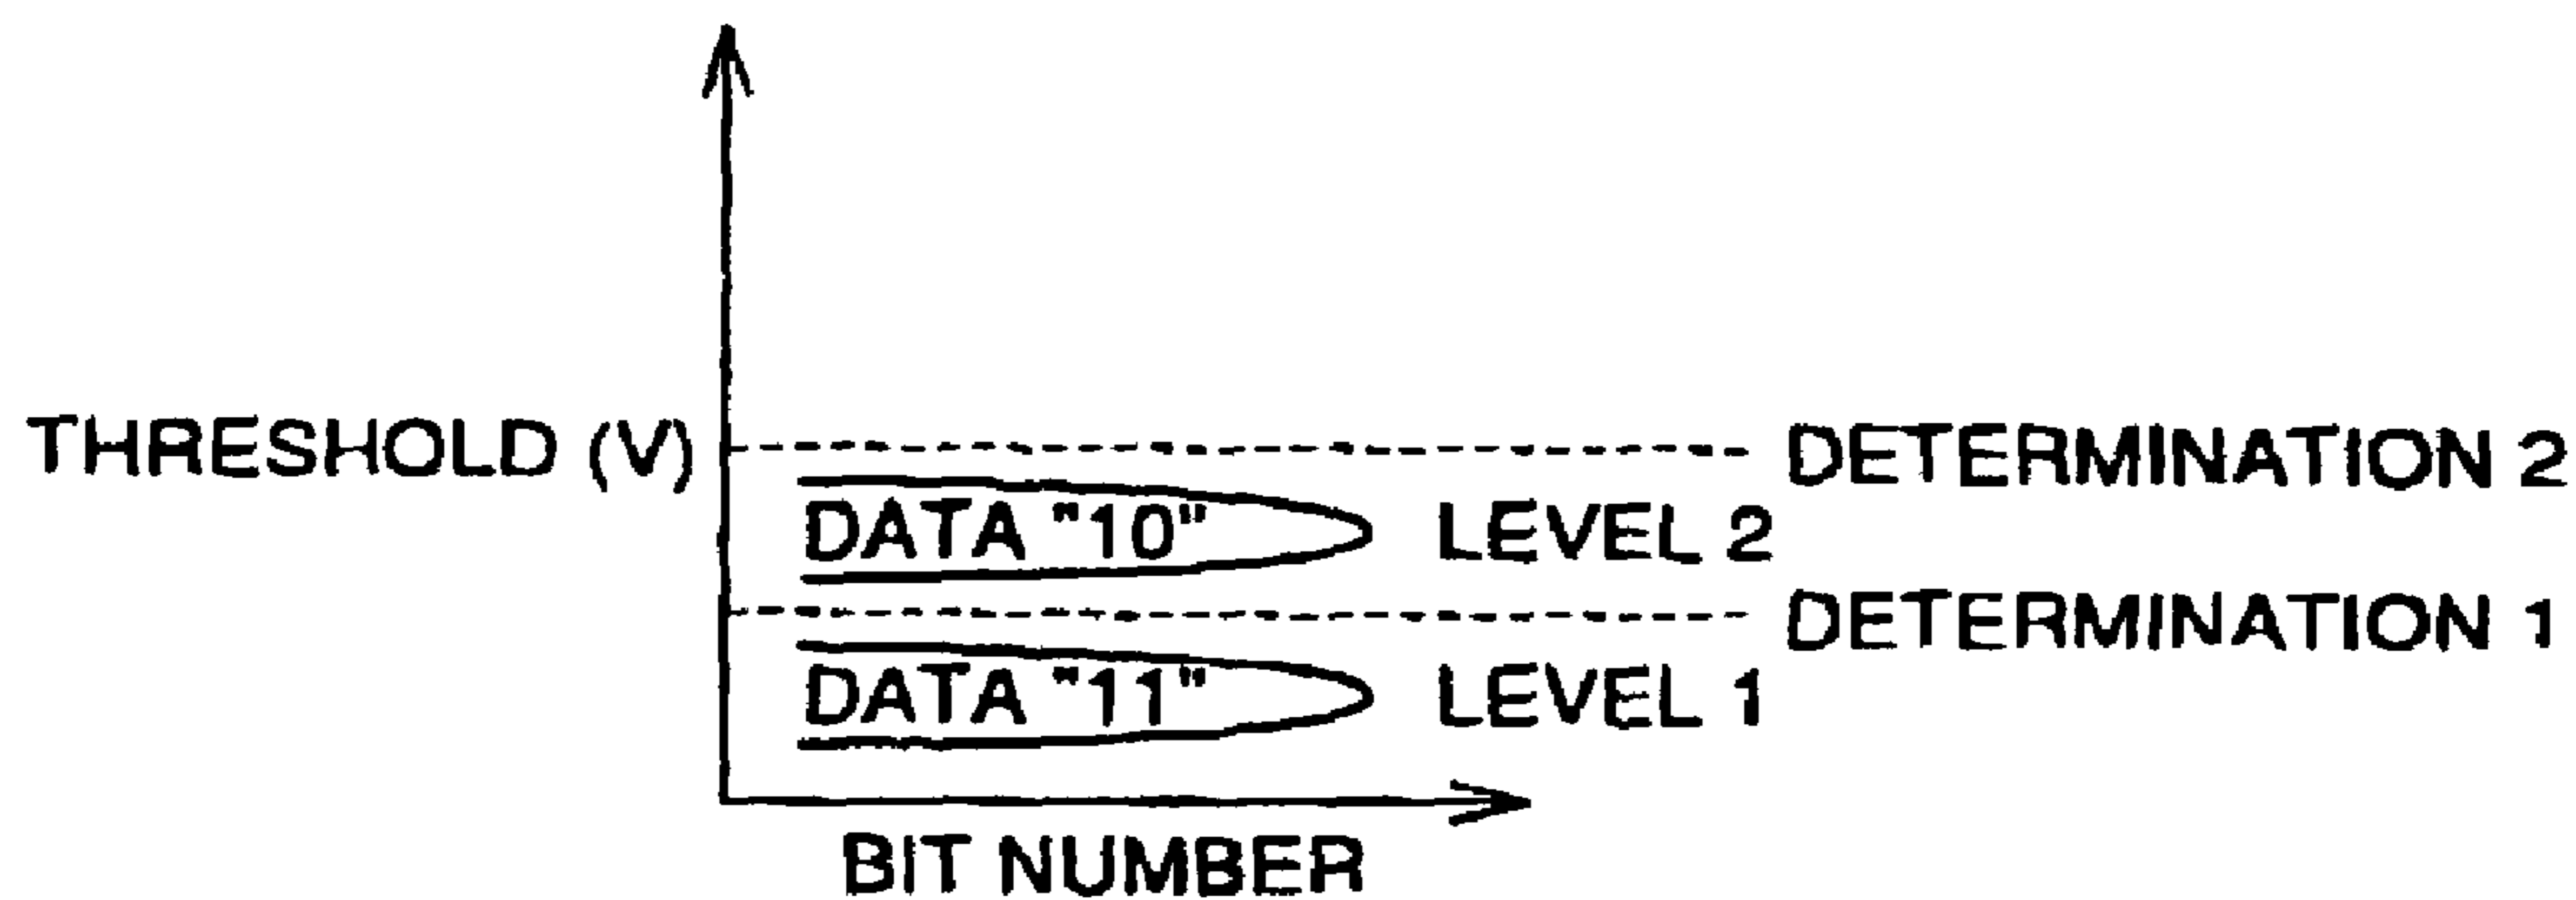 THRESHOLD (V)
DETERMINATION 2
DATA "10"
LEVEL 2
DETERMINATION 1
DATA "11"
LEVEL 1
BIT NUMBER